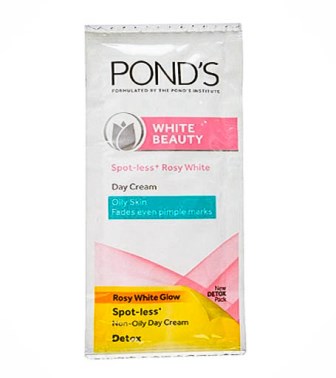 POND'S
FORMULATED BY THE POND'S INSTITUTE
WHITE
BEAUTY
Spot-less* Rosy White
Day Cream
Oily Skin
Fades even pimple marks
New
DETOX
Pack
Rosy White Glow
Spot-less*
Non-Oily Day Cream
Detox